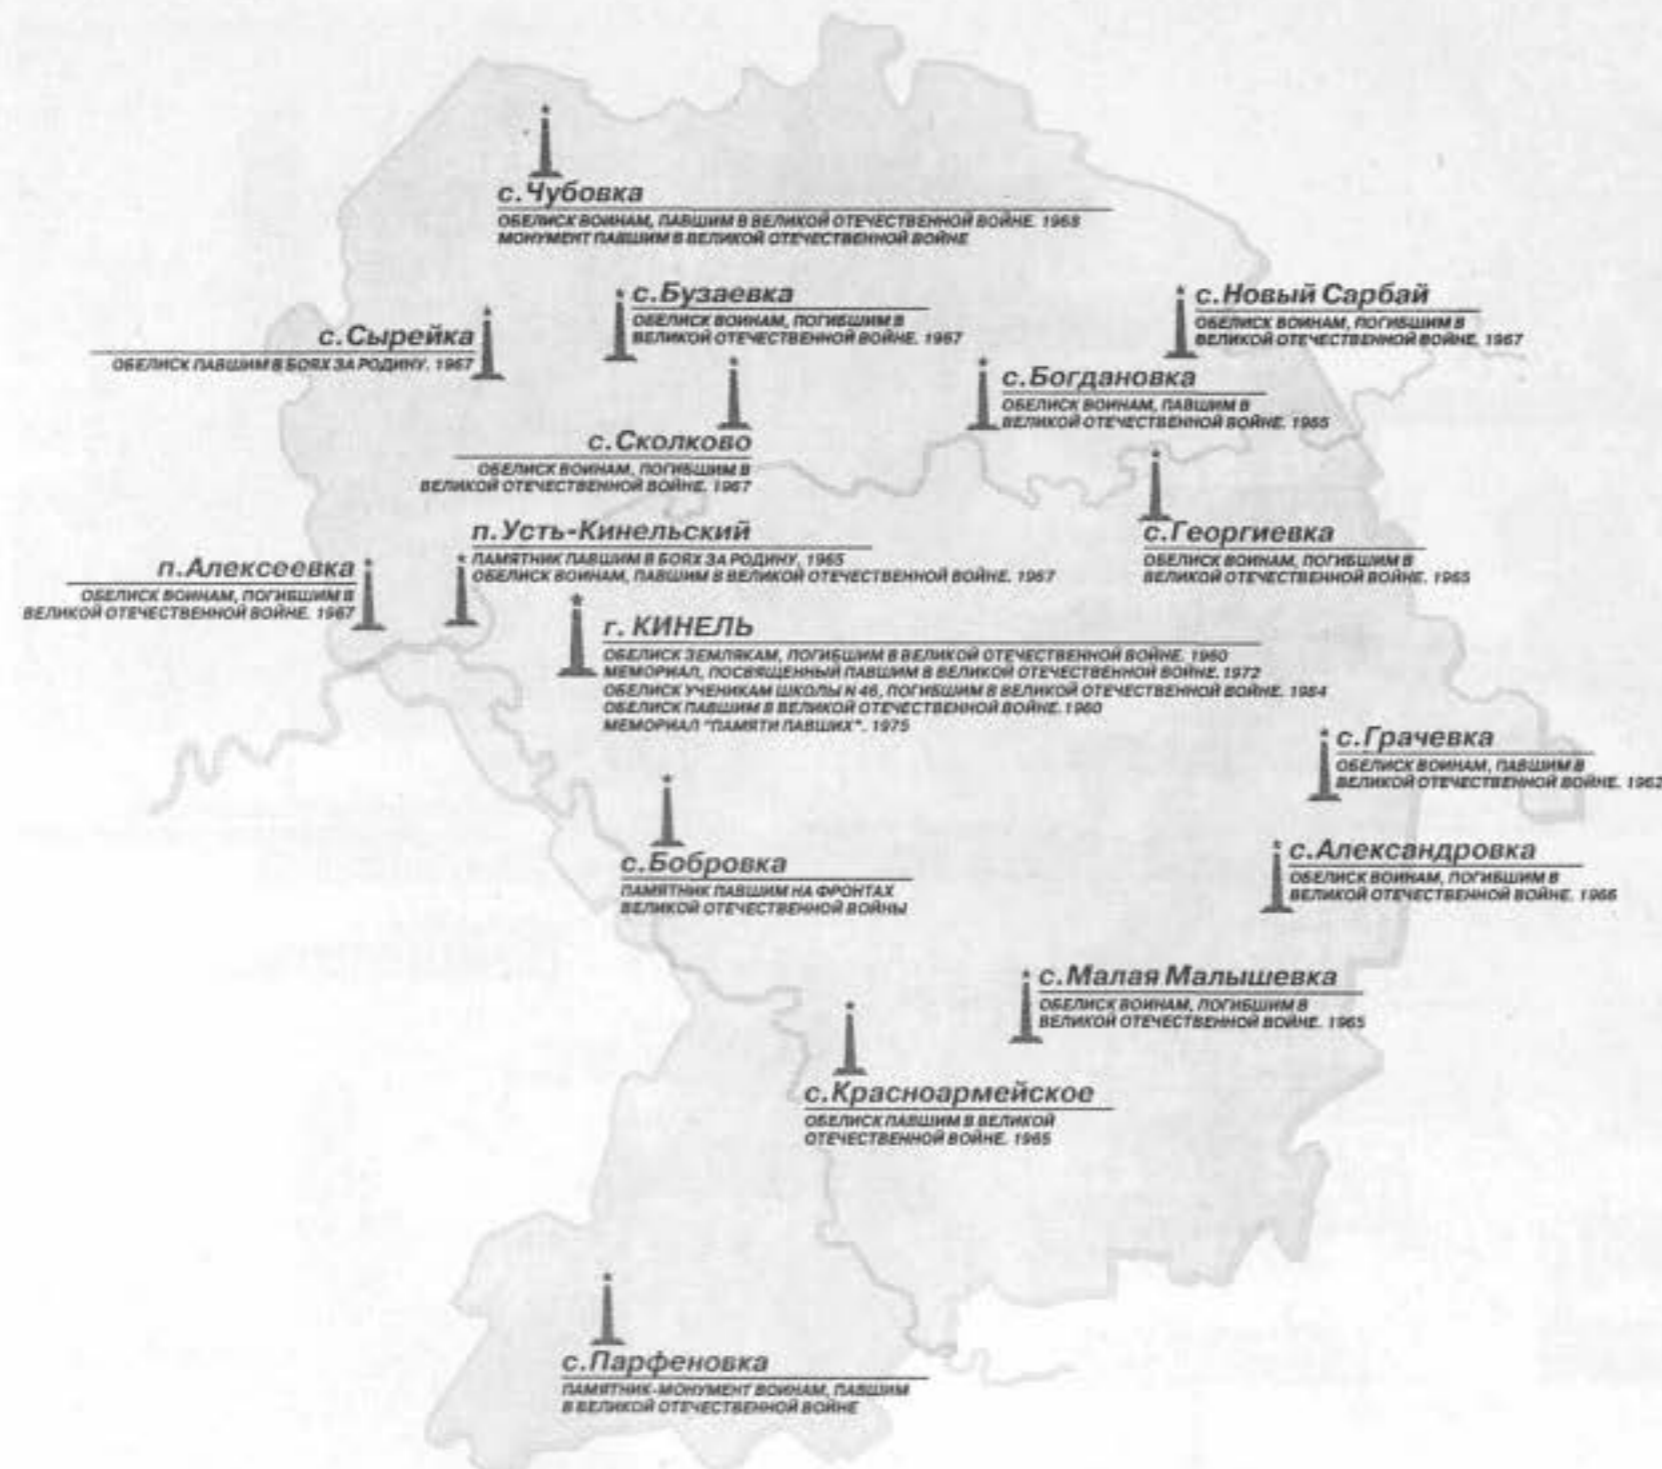 с.Чубовка
ОБЕЛИСК ВОИНАМ, ПАВШИМ В ВЕЛИКОЙ ОТЕЧЕСТВЕННОЙ ВОЙНЕ. 1968
МОНУМЕНТ ПАВШИМ В ВЕЛИКОЙ ОТЕЧЕСТВЕННОЙ ВОЙНЕ
с.Бузаевка
ОБЕЛИСК ВОИНАМ, ПОГИБШИМ В
ВЕЛИКОЙ ОТЕЧЕСТВЕННОЙ ВОЙНЕ. 1967
с.Новый Сарбай
ОБЕЛИСК ВОИНАМ, ПОГИБШИМ В
ВЕЛИКОЙ ОТЕЧЕСТВЕННОЙ ВОЙНЕ. 1967
с.Сырейка
ОБЕЛИСК ПАВШИМ В БОЯХ ЗА РОДИНУ. 1967
с.Богдановка
ОБЕЛИСК ВОИНАМ, ПАВШИМ В
ВЕЛИКОЙ ОТЕЧЕСТВЕННОЙ ВОЙНЕ. 1965
с.Сколково
ОБЕЛИСК ВОИНАМ, ПОГИБШИМ В
ВЕЛИКОЙ ОТЕЧЕСТВЕННОЙ ВОЙНЕ. 1967
п.Усть-Кинельский
ПАМЯТНИК ПАВШИМ В БОЯХ ЗА РОДИНУ, 1965
ОБЕЛИСК ВОИНАМ, ПАВШИМ В ВЕЛИКОЙ ОТЕЧЕСТВЕННОЙ ВОЙНЕ. 1967
с.Георгиевка
ОБЕЛИСК ВОИНАМ, ПОГИБШИМ В
ВЕЛИКОЙ ОТЕЧЕСТВЕННОЙ ВОЙНЕ. 1965
п.Алексеевка
ОБЕЛИСК ВОИНАМ, ПОГИБШИМ В
ВЕЛИКОЙ ОТЕЧЕСТВЕННОЙ ВОЙНЕ. 1967
г. КИНЕЛЬ
ОБЕЛИСК ЗЕМЛЯКАМ, ПОГИБШИМ В ВЕЛИКОЙ ОТЕЧЕСТВЕННОЙ ВОЙНЕ. 1960
МЕМОРИАЛ, ПОСВЯЩЕННЫЙ ПАВШИМ В ВЕЛИКОЙ ОТЕЧЕСТВЕННОЙ ВОЙНЕ. 1972
ОБЕЛИСК УЧЕНИКАМ ШКОЛЫ N 46, ПОГИБШИМ В ВЕЛИКОЙ ОТЕЧЕСТВЕННОЙ ВОЙНЕ. 1984
ОБЕЛИСК ПАВШИМ В ВЕЛИКОЙ ОТЕЧЕСТВЕННОЙ ВОЙНЕ. 1960
МЕМОРИАЛ "ПАМЯТИ ПАВШИХ". 1975
с.Грачевка
ОБЕЛИСК ВОИНАМ, ПАВШИМ В
ВЕЛИКОЙ ОТЕЧЕСТВЕННОЙ ВОЙНЕ.
с.Бобровка
ПАМЯТНИК ПАВШИМ НА ФРОНТАХ
ВЕЛИКОЙ ОТЕЧЕСТВЕННОЙ ВОЙНЫ
с.Александровка
ОБЕЛИСК ВОИНАМ, ПОГИБШИМ В
ВЕЛИКОЙ ОТЕЧЕСТВЕННОЙ ВОЙНЕ. 1966
с.Малая Малышевка
ОБЕЛИСК ВОИНАМ, ПОГИБШИМ В
ВЕЛИКОЙ ОТЕЧЕСТВЕННОЙ ВОЙНЕ. 1965
с.Красноармейское
ОБЕЛИСК ПАВШИМ В ВЕЛИКОЙ
ОТЕЧЕСТВЕННОЙ ВОЙНЕ. 1965
с.Парфеновка
ПАМЯТНИК-МОНУМЕНТ ВОИНАМ, ПАВШИМ
В ВЕЛИКОЙ ОТЕЧЕСТВЕННОЙ ВОЙНЕ